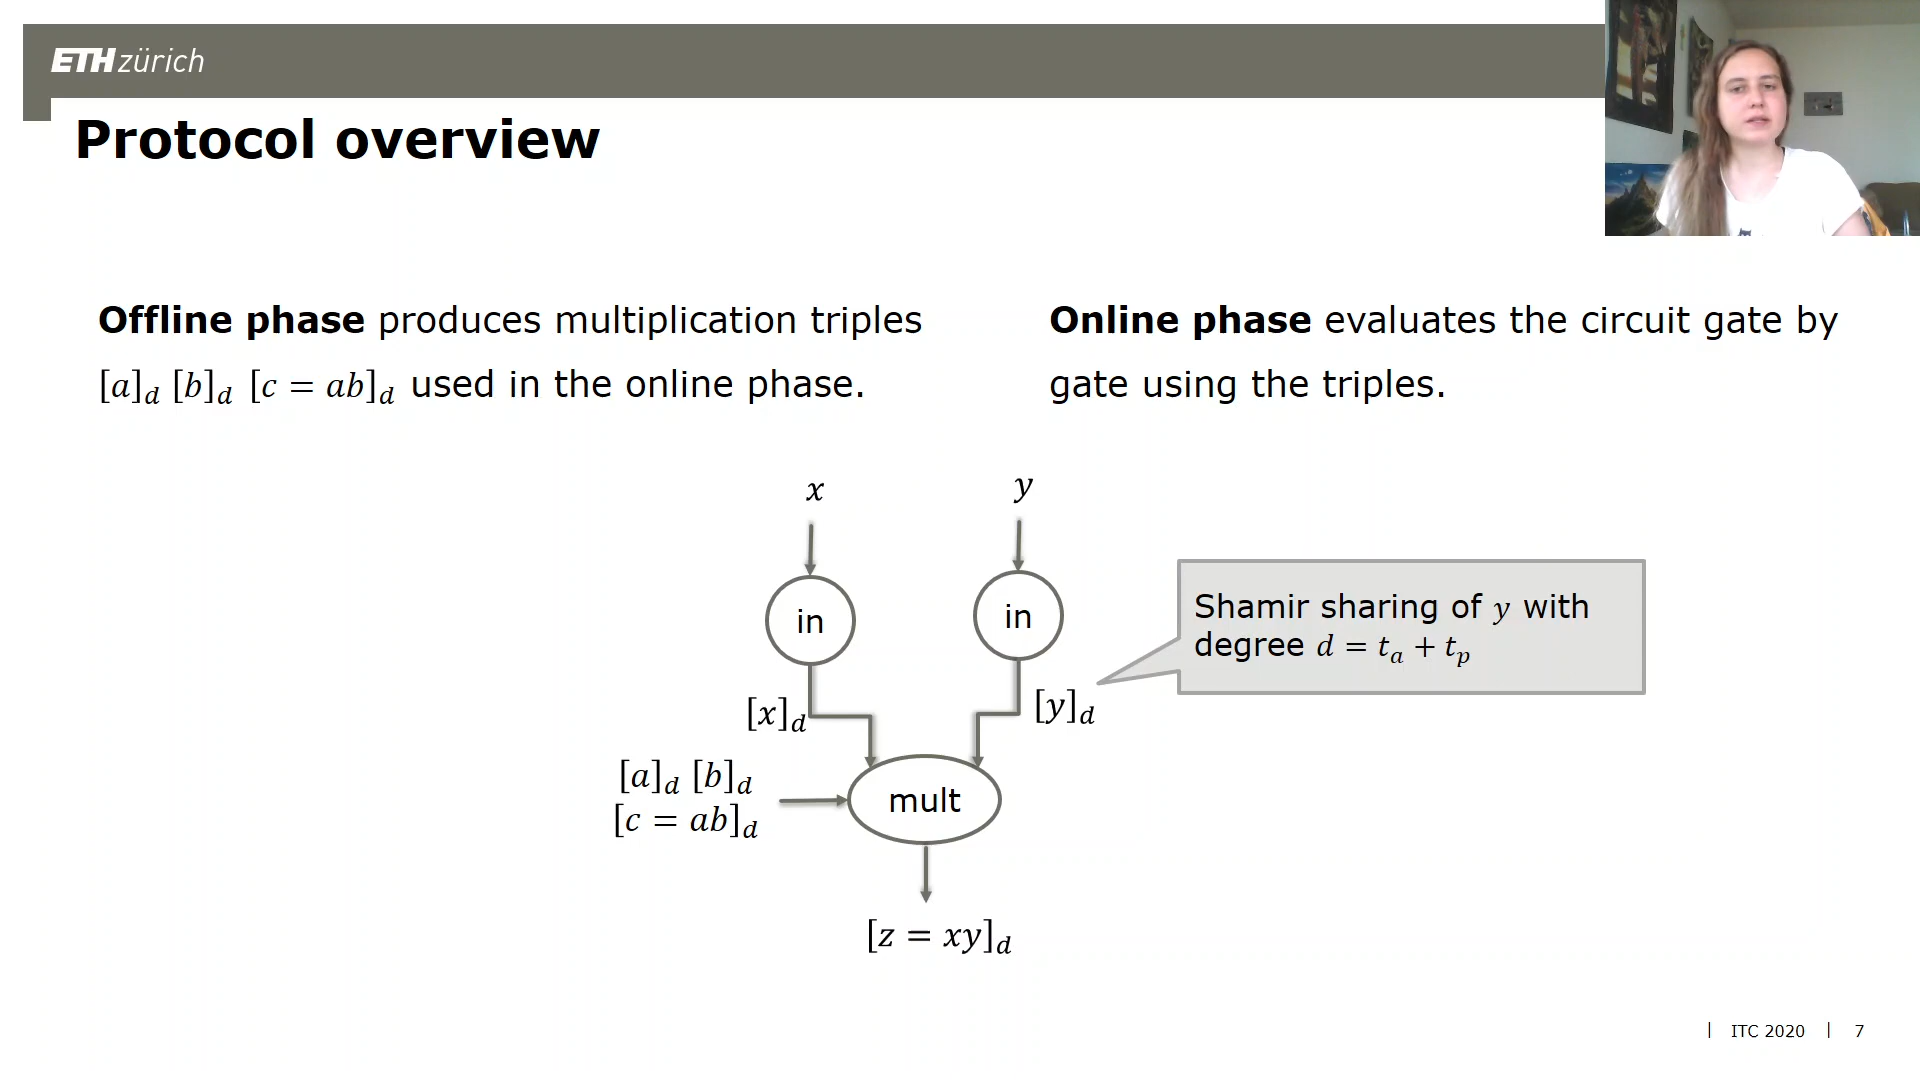 ETHzürich
Protocol overview
Offline phase produces multiplication triples
[a]_d [b]_d [c = ab]_d used in the online phase.
Online phase evaluates the circuit gate by
gate using the triples.
x
y
in
in
Shamir sharing of y with
degree d = t_a + t_p
[x]_d
[y]_d
[a]_d [b]_d
[c = ab]_d
mult
[z = xy]_d
| ITC 2020 | 7